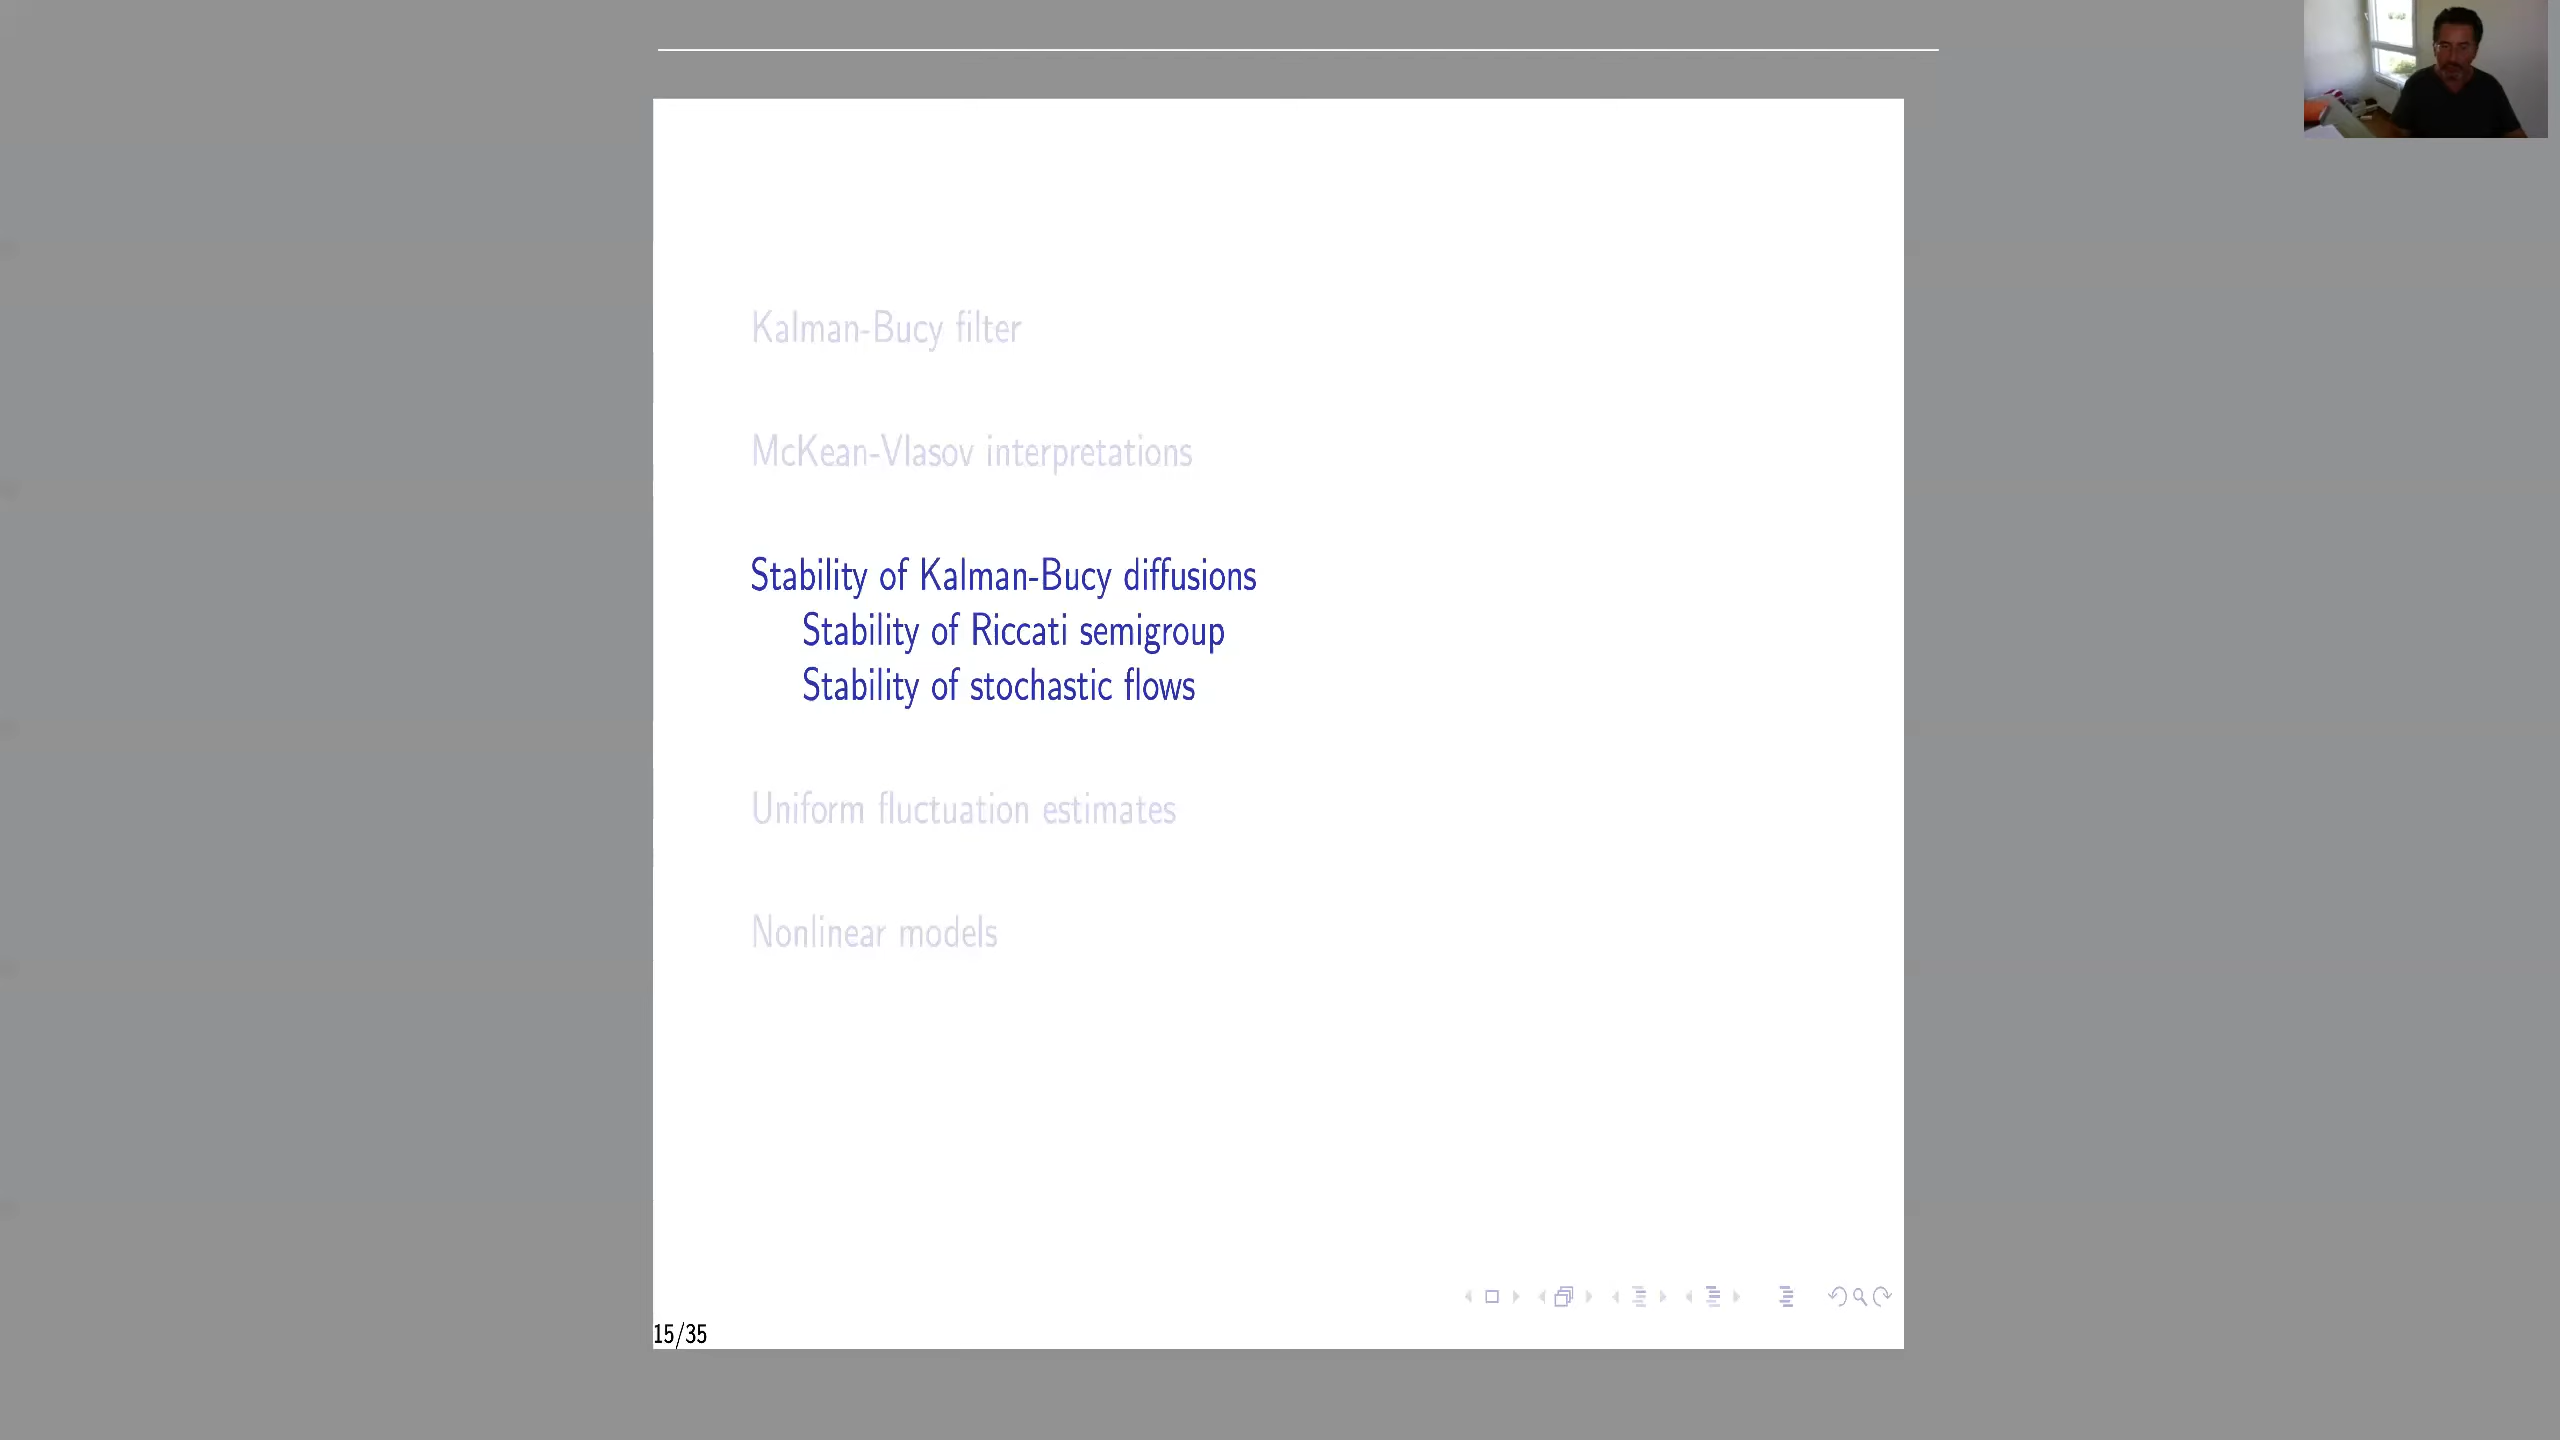 Kalman-Bucy filter
McKean-Vlasov interpretations
Stability of Kalman-Bucy diffusions
Stability of Riccati semigroup
Stability of stochastic flows
Uniform fluctuation estimates
Nonlinear models
15/35